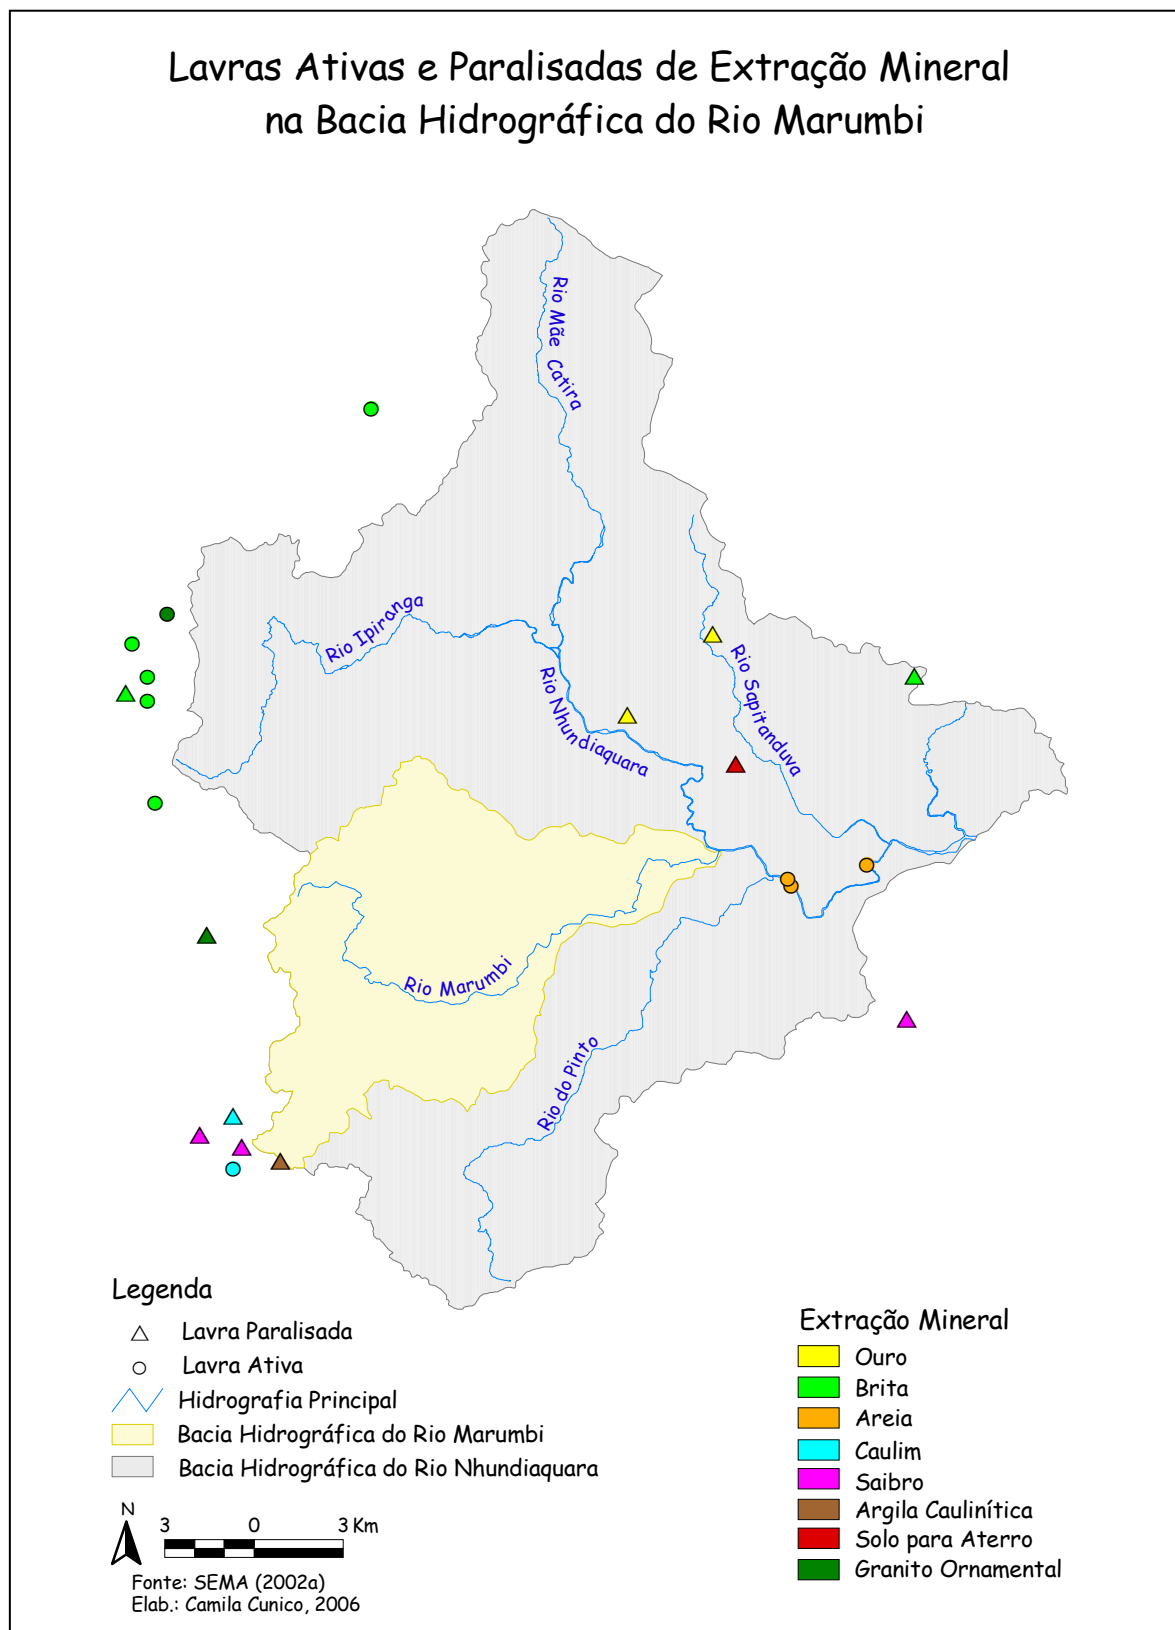 Lavras Ativas e Paralisadas de Extração Mineral
na Bacia Hidrográfica do Rio Marumbi
Rio Mãe Catira
Rio Ipiranga
Rio Nhundiaquara
Rio Sapitanduva
Rio Marumbi
Rio do Pinto
Legenda
Lavra Paralisada
Lavra Ativa
Hidrografia Principal
Bacia Hidrográfica do Rio Marumbi
Bacia Hidrográfica do Rio Nhundiaquara
N
3 0 3 Km
Fonte: SEMA (2002a)
Elab.: Camila Cunico, 2006
Extração Mineral
Ouro
Brita
Areia
Caulim
Saibro
Argila Caulinítica
Solo para Aterro
Granito Ornamental